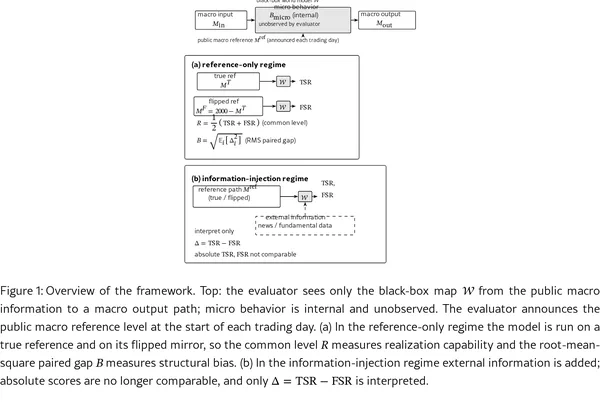 black-box world model W
macro input
M_in
micro behavior
B_micro (internal)
unobserved by evaluator
macro output
M_out
public macro reference M^ref (announced each trading day)
(a) reference-only regime
true ref
M^T
W
TSR
flipped ref
M^F = 2000 − M^T
W
FSR
R = 1/2 (TSR + FSR) (common level)
B = √E_i[Δ_i^2] (RMS paired gap)
(b) information-injection regime
reference path M^ref
(true / flipped)
W
TSR,
FSR
external information
news / fundamental data
interpret only
Δ = TSR − FSR
absolute TSR, FSR not comparable
Figure 1: Overview of the framework. Top: the evaluator sees only the black-box map W from the public macro
information to a macro output path; micro behavior is internal and unobserved. The evaluator announces the
public macro reference level at the start of each trading day. (a) In the reference-only regime the model is run on a
true reference and on its flipped mirror, so the common level R measures realization capability and the root-mean-
square paired gap B measures structural bias. (b) In the information-injection regime external information is added;
absolute scores are no longer comparable, and only Δ = TSR − FSR is interpreted.